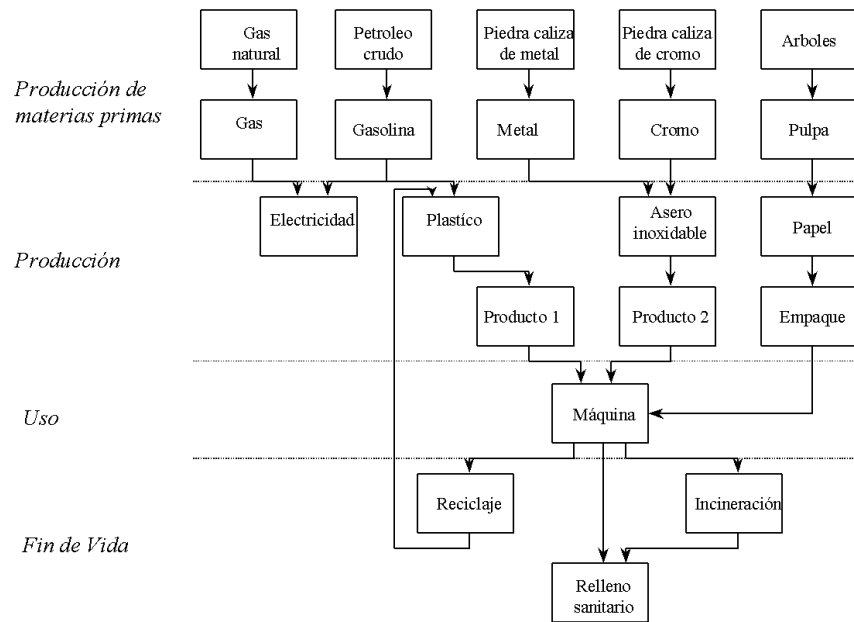 Gas
natural
Petroleo
crudo
Piedra caliza
de metal
Piedra caliza
de cromo
Arboles
Producción de
materias primas
Gas
Gasolina
Metal
Cromo
Pulpa
Electricidad
Plastíco
Asero
inoxidable
Papel
Producción
Producto 1
Producto 2
Empaque
Uso
Máquina
Reciclaje
Incineración
Fin de Vida
Relleno
sanitario